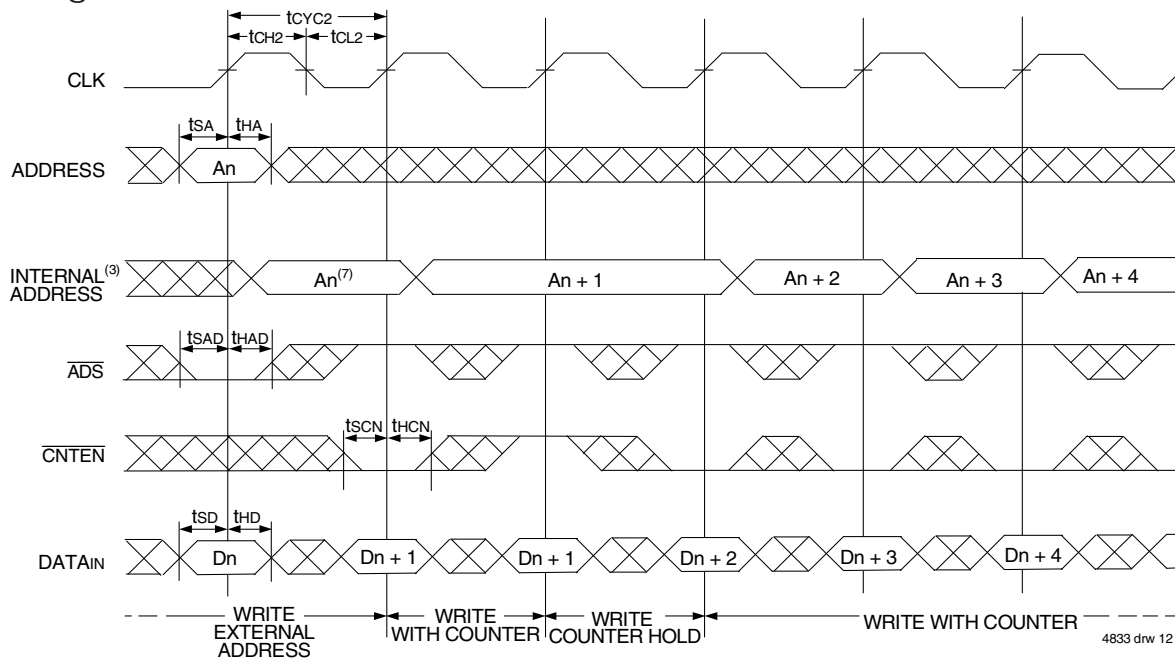 tCYC2
tCH2 tCL2
CLK
tSA tHA
ADDRESS An
INTERNAL(3)
ADDRESS
An(7) An + 1 An + 2 An + 3 An + 4
tSAD tHAD
ADS
tSCN tHCN
CNTEN
tSD tHD
DATAIN Dn Dn + 1 Dn + 1 Dn + 2 Dn + 3 Dn + 4
WRITE
EXTERNAL
ADDRESS
WRITE
WITH COUNTER
WRITE
COUNTER HOLD
WRITE WITH COUNTER
4833 drw 12